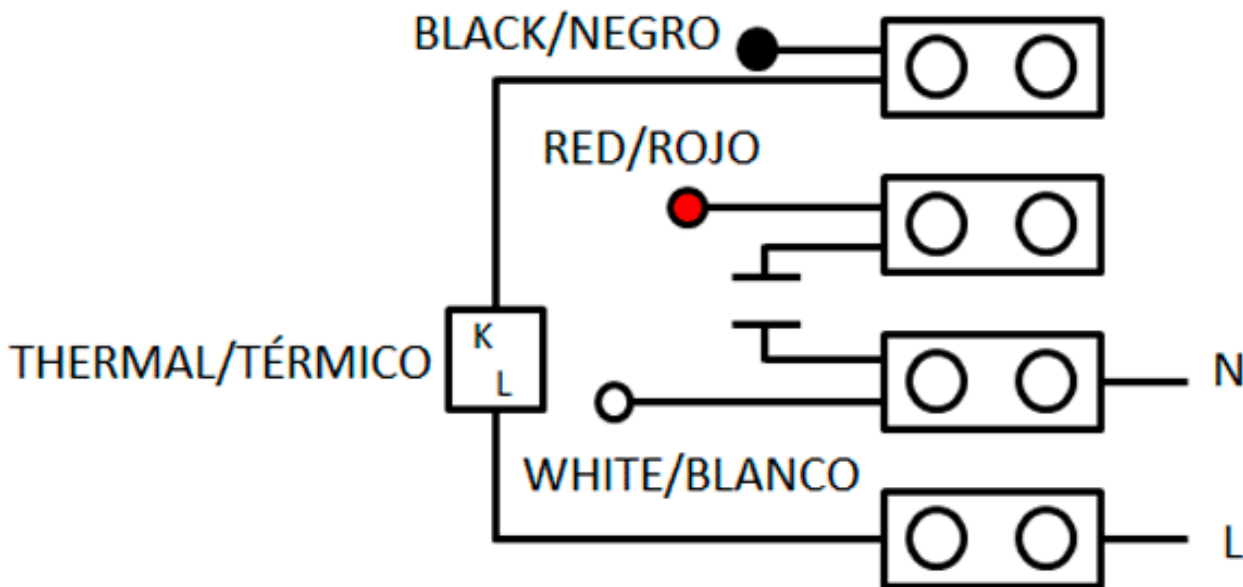 BLACK/NEGRO
RED/ROJO
K
THERMAL/TÉRMICO
L
N
WHITE/BLANCO
L